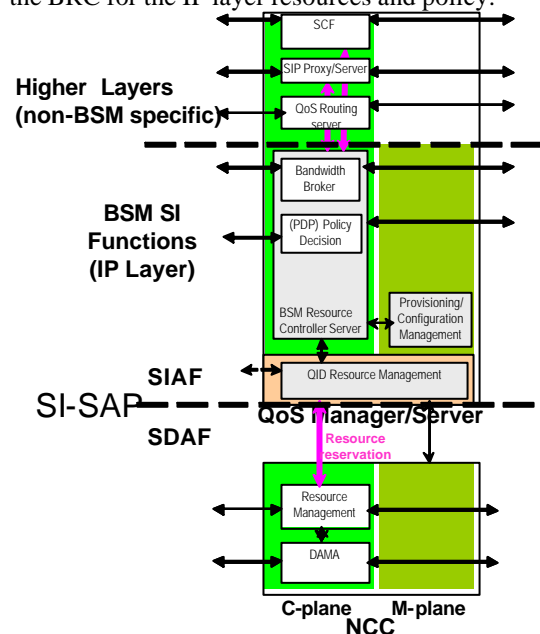 the BRC for the IP layer resources and policy.
SCF
SIP Proxy/Server
Higher Layers
(non-BSM specific)
QoS Routing
server
Bandwidth
Broker
BSM SI
Functions
(IP Layer)
(PDP) Policy
Decision
BSM Resource
Controller Server
Provisioning/
Configuration
Management
SIAF
QID Resource Management
SI-SAP
QoS Manager/Server
SDAF
Resource
reservation
Resource
Management
DAMA
C-plane
M-plane
NCC